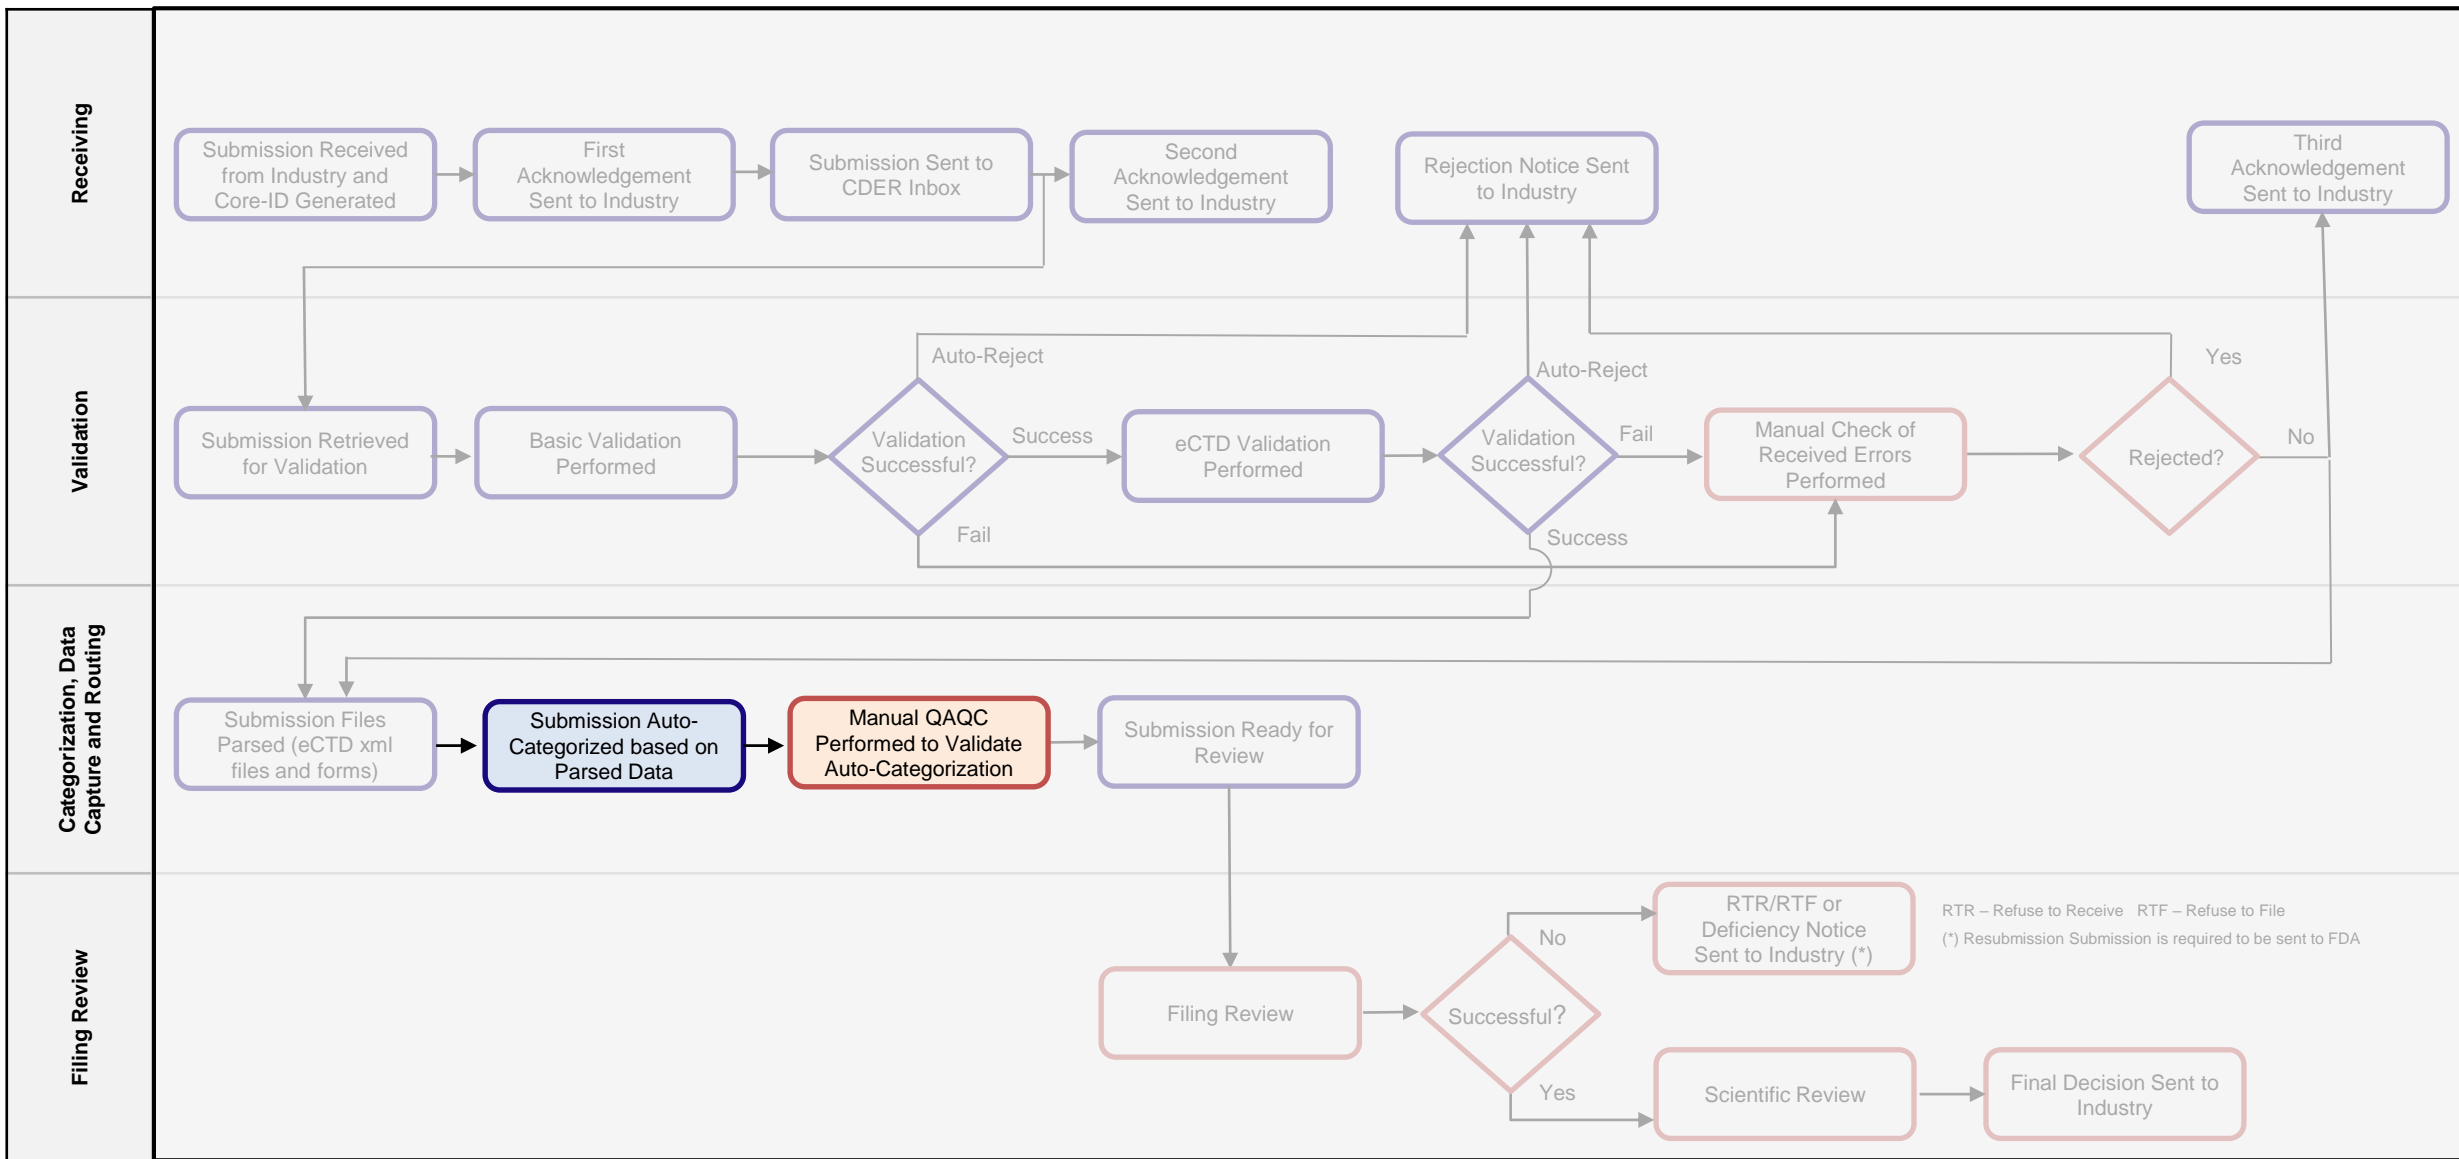 Receiving
Submission Received
from Industry and
Core-ID Generated
First
Acknowledgement
Sent to Industry
Submission Sent to
CDER Inbox
Second
Acknowledgement
Sent to Industry
Rejection Notice Sent
to Industry
Third
Acknowledgement
Sent to Industry
Validation
Submission Retrieved
for Validation
Basic Validation
Performed
Auto-Reject
Validation
Successful?
Success
Fail
eCTD Validation
Performed
Auto-Reject
Validation
Successful?
Fail
Success
Manual Check of
Received Errors
Performed
Yes
Rejected?
No
Categorization, Data
Capture and Routing
Submission Files
Parsed (eCTD xml
files and forms)
Submission Auto-
Categorized based on
Parsed Data
Manual QAQC
Performed to Validate
Auto-Categorization
Submission Ready for
Review
Filing Review
Filing Review
Successful?
No
Yes
RTR/RTF or
Deficiency Notice
Sent to Industry (*)
RTR – Refuse to Receive RTF – Refuse to File
(*) Resubmission Submission is required to be sent to FDA
Scientific Review
Final Decision Sent to
Industry